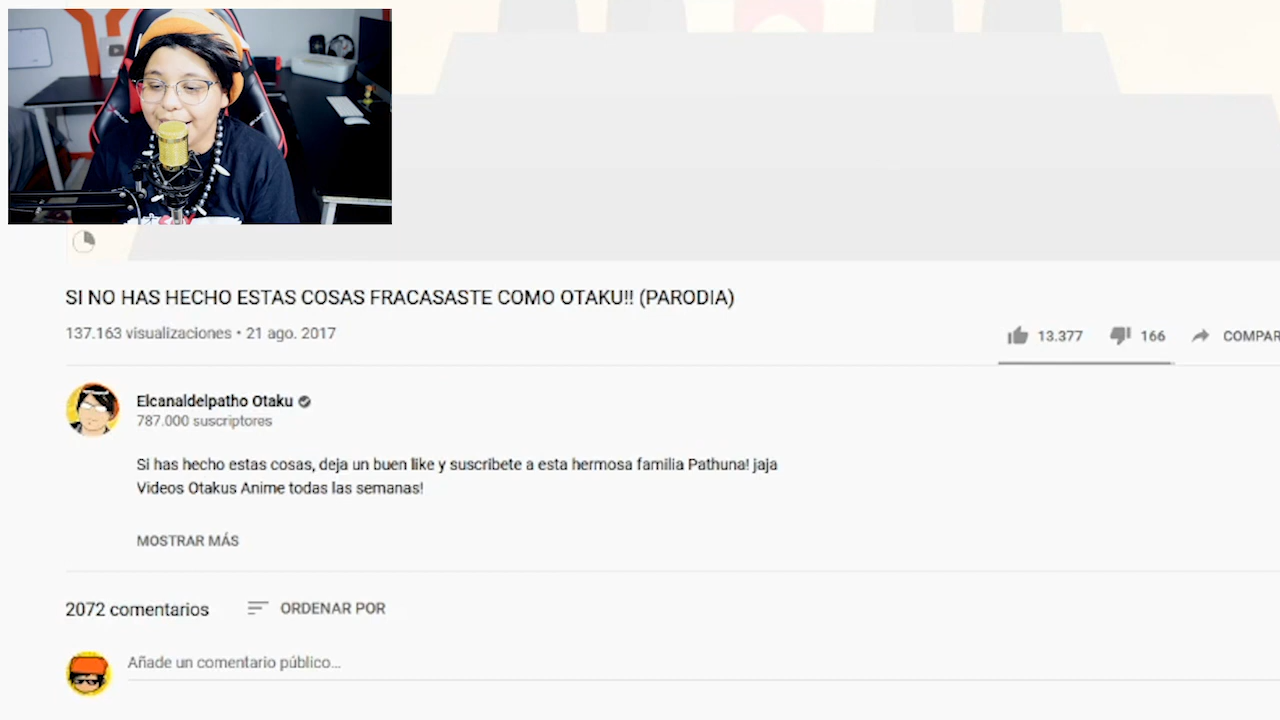 SI NO HAS HECHO ESTAS COSAS FRACASASTE COMO OTAKU!! (PARODIA)
137.163 visualizaciones • 21 ago. 2017
13.377 166 COMPAR
Elcanaldelpatho Otaku
787.000 suscriptores
Si has hecho estas cosas, deja un buen like y suscribete a esta hermosa familia Pathuna! jaja
Videos Otakus Anime todas las semanas!
MOSTRAR MÁS
2072 comentarios ORDENAR POR
Añade un comentario público...